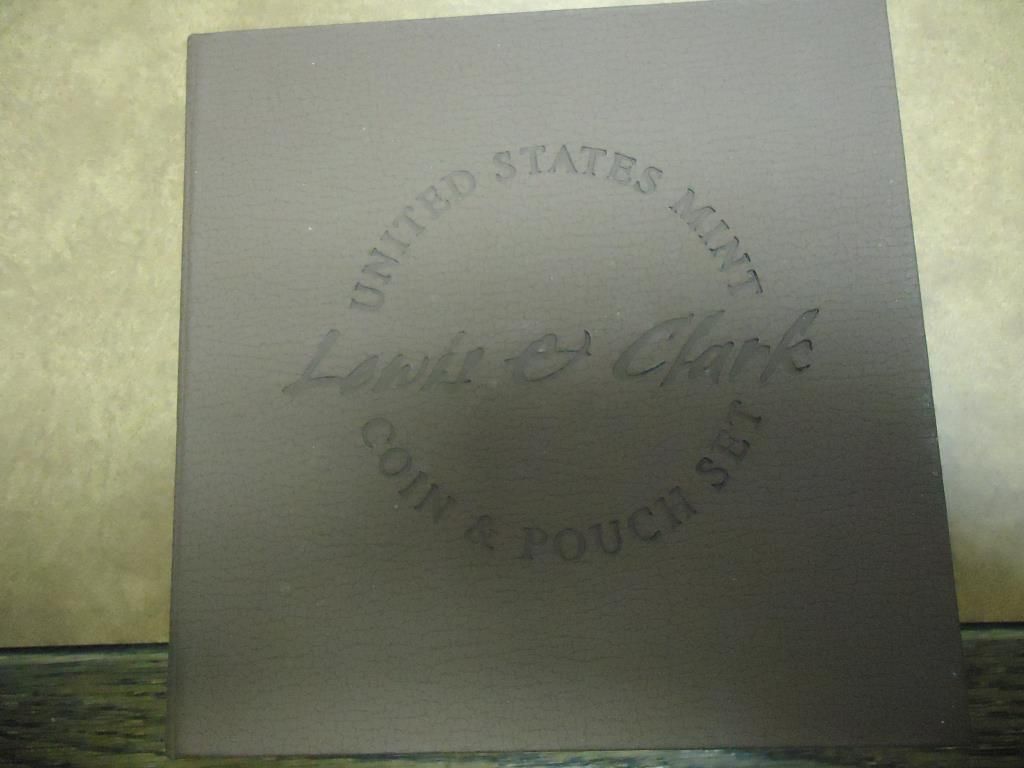 UNITED STATES MINT
Lewis & Clark
COIN & POUCH SET